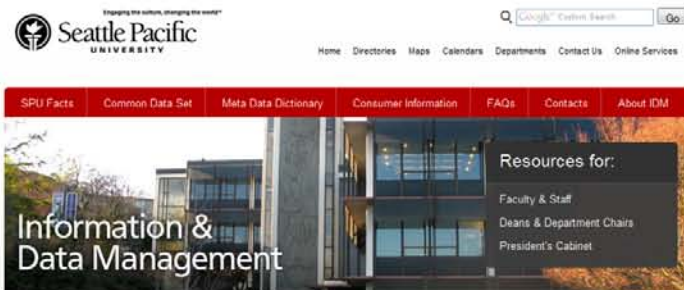 Engaging the culture, changing the world®
Seattle Pacific
UNIVERSITY
Google™ Custom Search
Go
Home Directories Maps Calendars Departments Contact Us Online Services
SPU Facts Common Data Set Meta Data Dictionary Consumer Information FAQs Contacts About IDM
Resources for:
Faculty & Staff
Deans & Department Chairs
President's Cabinet
Information &
Data Management